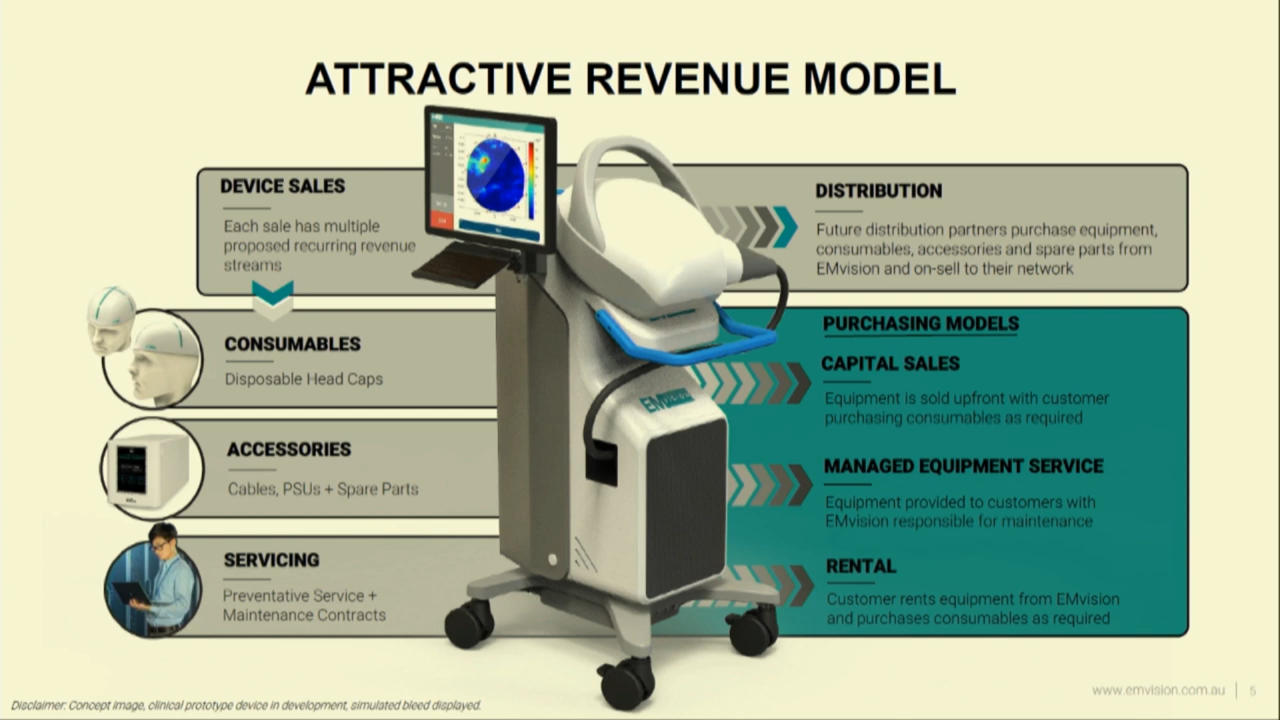 ATTRACTIVE REVENUE MODEL
DEVICE SALES
Each sale has multiple
proposed recurring revenue
streams
CONSUMABLES
Disposable Head Caps
ACCESSORIES
Cables, PSUs + Spare Parts
SERVICING
Preventative Service +
Maintenance Contracts
DISTRIBUTION
Future distribution partners purchase equipment,
consumables, accessories and spare parts from
EMvision and on-sell to their network
PURCHASING MODELS
CAPITAL SALES
Equipment is sold upfront with customer
purchasing consumables as required
MANAGED EQUIPMENT SERVICE
Equipment provided to customers with
EMvision responsible for maintenance
RENTAL
Customer rents equipment from EMvision
and purchases consumables as required
www.emvision.com.au | 5
Disclaimer: Concept image, clinical prototype device in development, simulated bleed displayed.